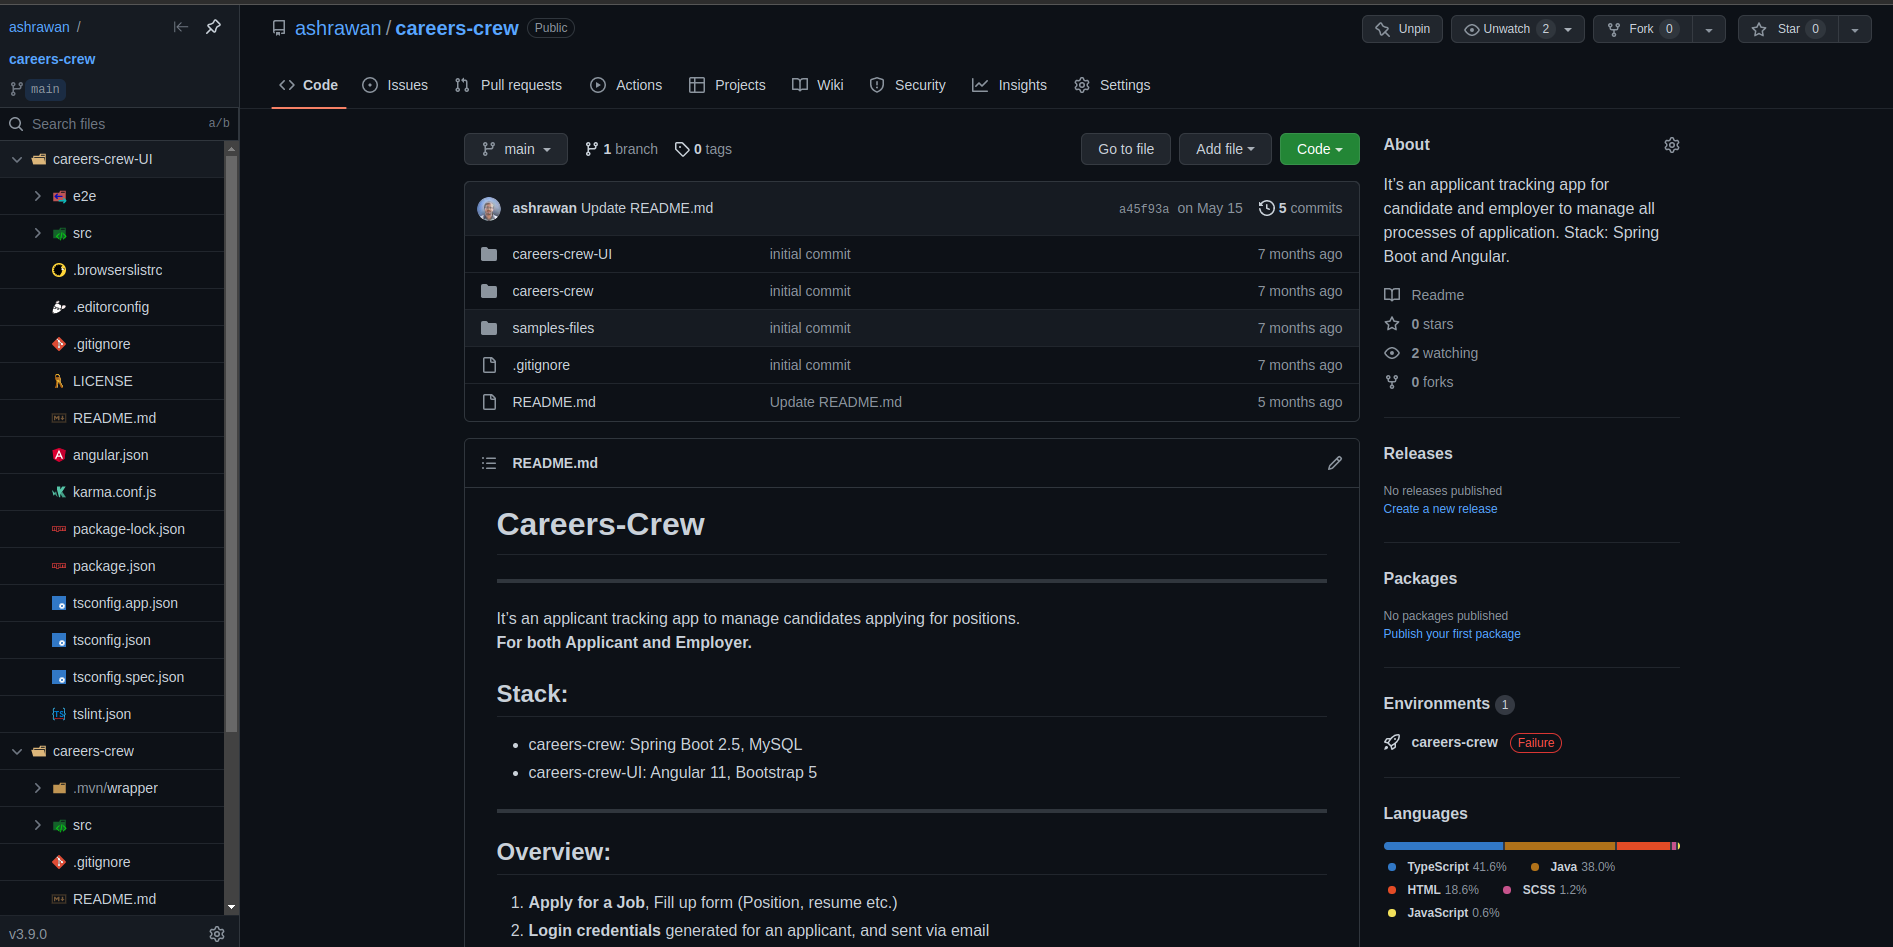 ashrawan /
careers-crew
main
Search files
a/b
careers-crew-UI
e2e
src
.browserslistrc
.editorconfig
.gitignore
LICENSE
README.md
angular.json
karma.conf.js
package-lock.json
package.json
tsconfig.app.json
tsconfig.json
tsconfig.spec.json
tslint.json
careers-crew
.mvn/wrapper
src
.gitignore
README.md
v3.9.0
ashrawan / careers-crew Public
Unpin
Unwatch 2
Fork 0
Star 0
Code
Issues
Pull requests
Actions
Projects
Wiki
Security
Insights
Settings
main
1 branch
0 tags
Go to file
Add file
Code
ashrawan Update README.md a45f93a on May 15 5 commits
careers-crew-UI initial commit 7 months ago
careers-crew initial commit 7 months ago
samples-files initial commit 7 months ago
.gitignore initial commit 7 months ago
README.md Update README.md 5 months ago
README.md
Careers-Crew
It's an applicant tracking app to manage candidates applying for positions.
For both Applicant and Employer.
Stack:
• careers-crew: Spring Boot 2.5, MySQL
• careers-crew-UI: Angular 11, Bootstrap 5
Overview:
1. Apply for a Job, Fill up form (Position, resume etc.)
2. Login credentials generated for an applicant, and sent via email
About
It's an applicant tracking app for
candidate and employer to manage all
processes of application. Stack: Spring
Boot and Angular.
Readme
0 stars
2 watching
0 forks
Releases
No releases published
Create a new release
Packages
No packages published
Publish your first package
Environments 1
careers-crew Failure
Languages
TypeScript 41.6% Java 38.0%
HTML 18.6% SCSS 1.2%
JavaScript 0.6%